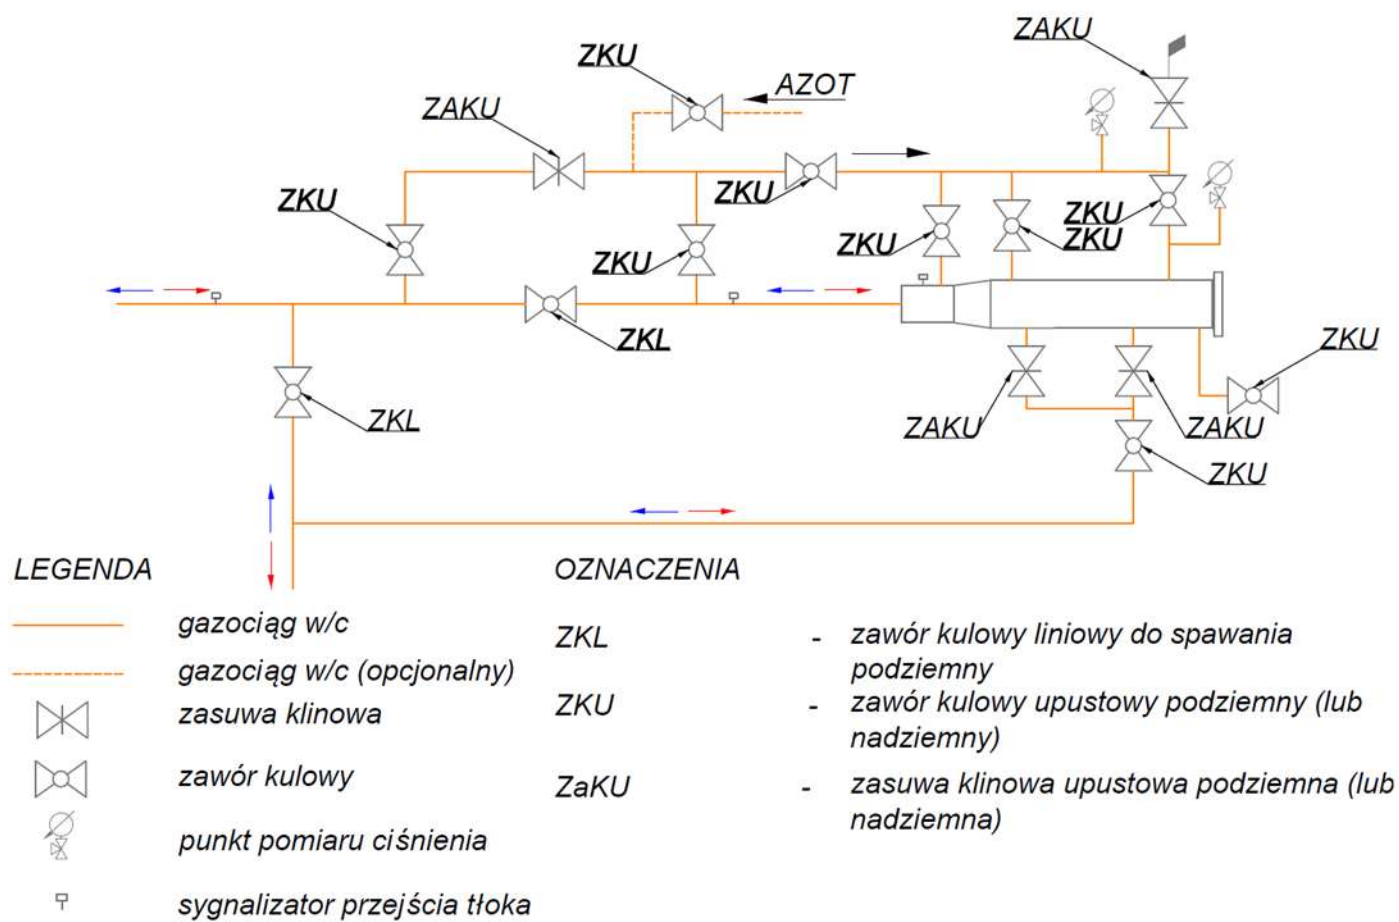 ZAKU
ZKU
AZOT
ZAKU
ZKU
ZKU
ZKU
ZKU
ZKU
ZKU
ZKU
ZKL
ZKU
ZKL
ZAKU
ZAKU
ZKU
LEGENDA
gazociąg w/c
gazociąg w/c (opcjonalny)
zasuwa klinowa
zawór kulowy
punkt pomiaru ciśnienia
sygnalizator przejścia tłoka
OZNACZENIA
ZKL - zawór kulowy liniowy do spawania
podziemny
ZKU - zawór kulowy upustowy podziemny (lub
nadziemny)
ZaKU - zasuwa klinowa upustowa podziemna (lub
nadziemna)